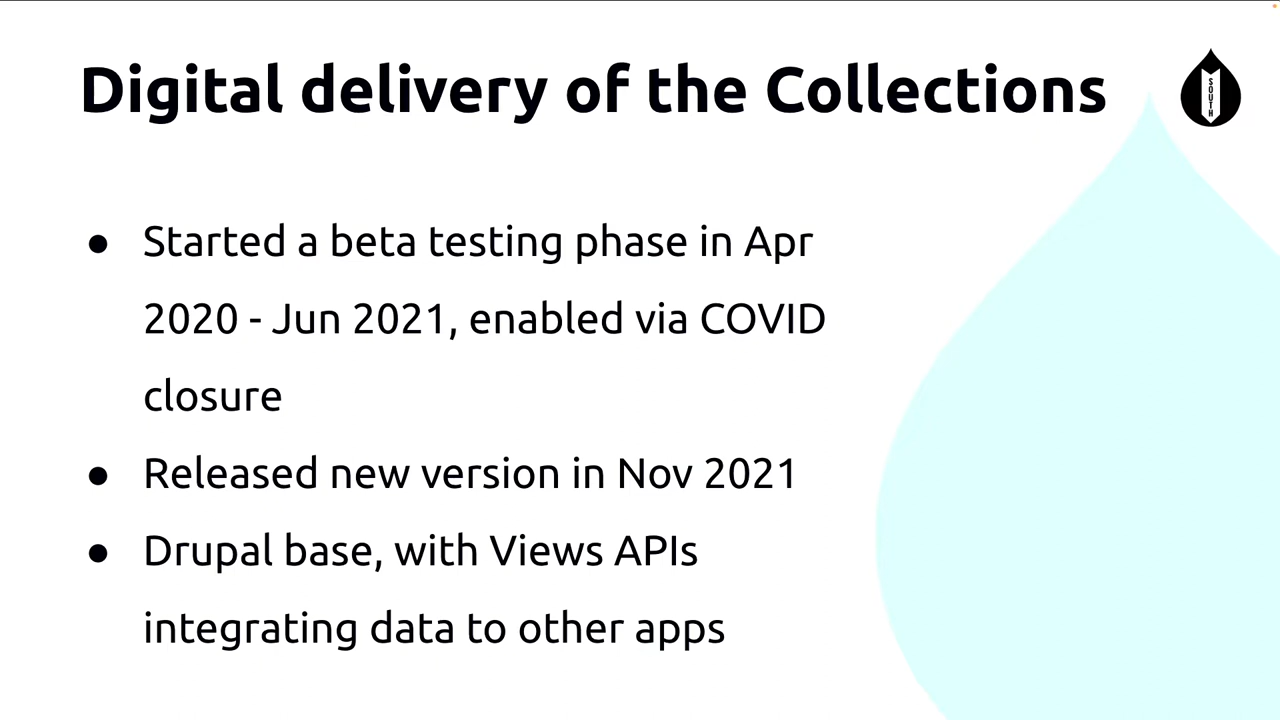 Digital delivery of the Collections
SOUTH
● Started a beta testing phase in Apr
2020 - Jun 2021, enabled via COVID
closure
● Released new version in Nov 2021
● Drupal base, with Views APIs
integrating data to other apps